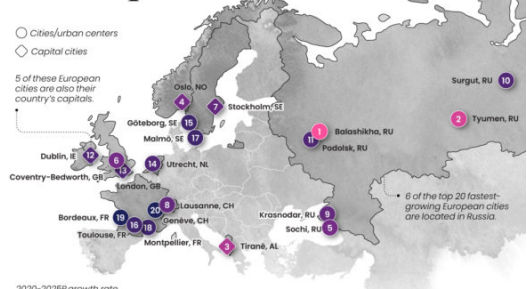 Cities/urban centers
Capital cities
5 of these European
cities are also their
country's capitals.
Oslo, NO
4
7
Stockholm, SE
Göteborg, SE
15
Malmö, SE
17
Surgut, RU
10
2
Tyumen, RU
1
Balashikha, RU
11
Podolsk, RU
Dublin, IE
12
6
13
Coventry-Bedworth, GB
London, GB
14
Utrecht, NL
8
Lausanne, CH
20
Genève, CH
Bordeaux, FR
19
16
18
Toulouse, FR
Montpellier, FR
3
Tiranë, AL
Krasnodar, RU
9
Sochi, RU
5
6 of the top 20 fastest-
growing European cities
are located in Russia.
growth rate